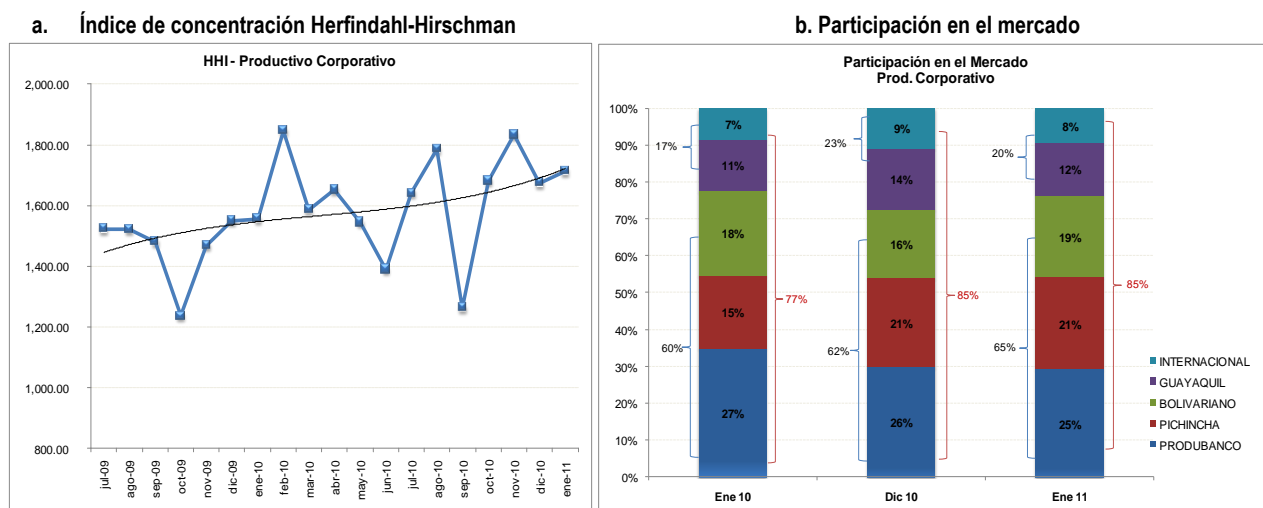 a. Índice de concentración Herfindahl-Hirschman
HHI - Productivo Corporativo
2,000.00
1,800.00
1,600.00
1,400.00
1,200.00
1,000.00
800.00
jul-09
ago-09
sep-09
oct-09
nov-09
dic-09
ene-10
feb-10
mar-10
abr-10
may-10
jun-10
jul-10
ago-10
sep-10
oct-10
nov-10
dic-10
ene-11
b. Participación en el mercado
Participación en el Mercado
Prod. Corporativo
100%
90%
80%
70%
60%
50%
40%
30%
20%
10%
0%
7%
11%
18%
15%
27%
17%
60%
77%
9%
14%
16%
21%
26%
23%
62%
85%
8%
12%
19%
21%
25%
20%
65%
85%
Ene 10
Dic 10
Ene 11
INTERNACIONAL
GUAYAQUIL
BOLIVARIANO
PICHINCHA
PRODUBANCO